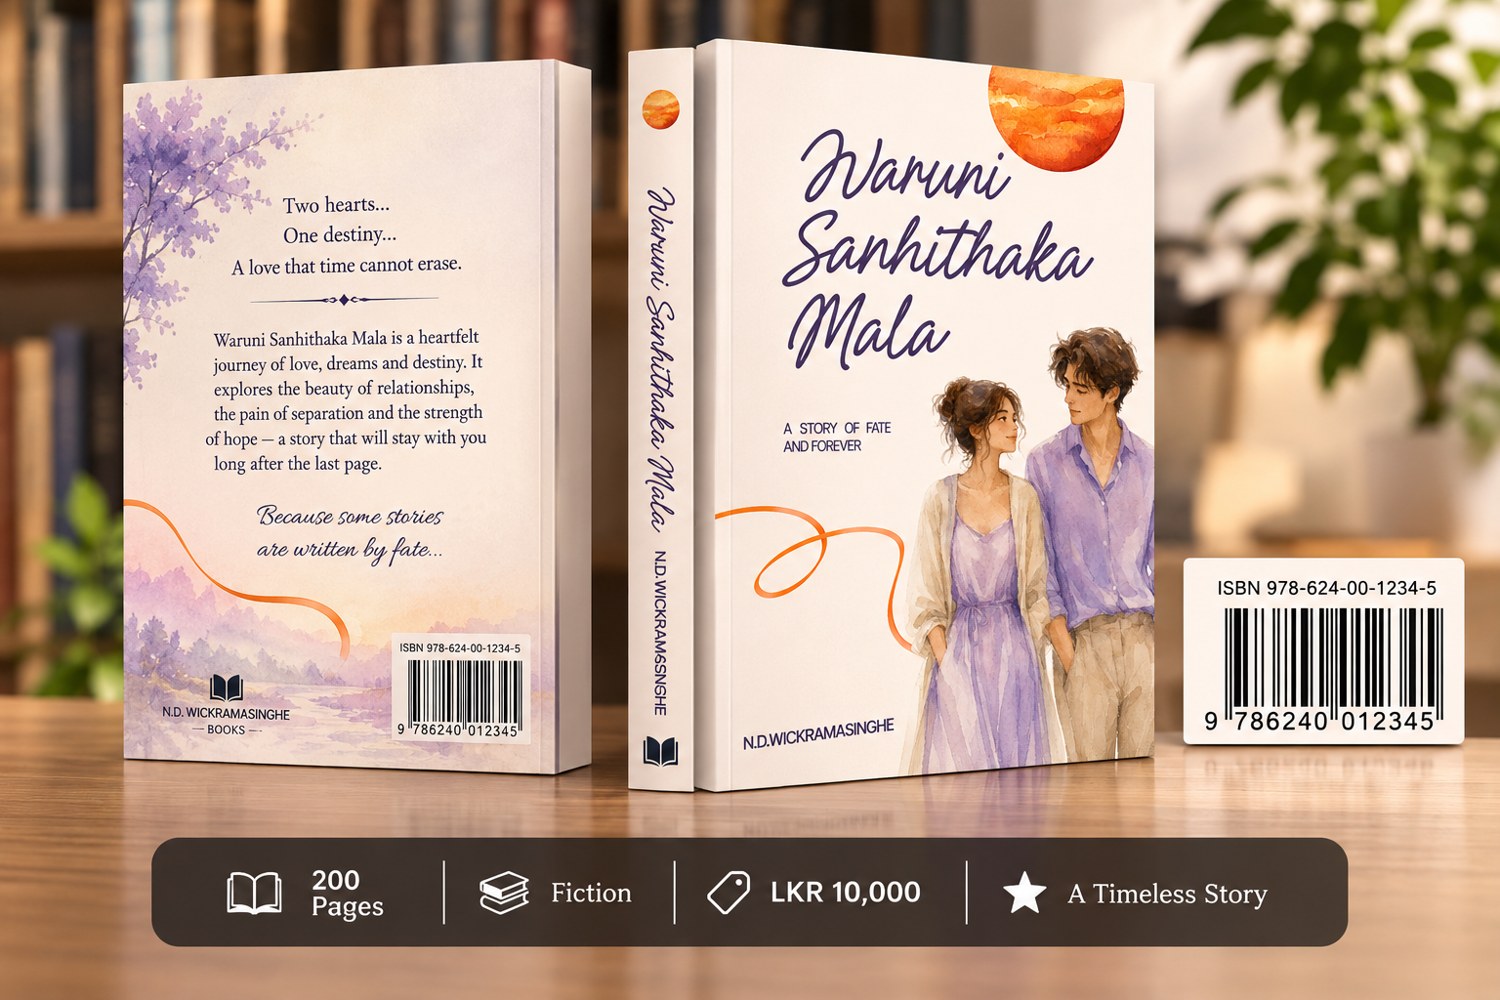 Two hearts...
One destiny...
A love that time cannot erase.
Waruni Sanhithaka Mala is a heartfelt
journey of love, dreams and destiny. It
explores the beauty of relationships,
the pain of separation and the strength
of hope – a story that will stay with you
long after the last page.
Because some stories
are written by fate...
N.D. WICKRAMASINGHE
BOOKS
ISBN 978-624-00-1234-5
9 786240 012345
Waruni Sanhithaka Mala
Waruni
Sanhithaka
Mala
A STORY OF FATE
AND FOREVER
N.D.WICKRAMASINGHE
ISBN 978-624-00-1234-5
9 786240 012345
200
Pages
Fiction
LKR 10,000
A Timeless Story